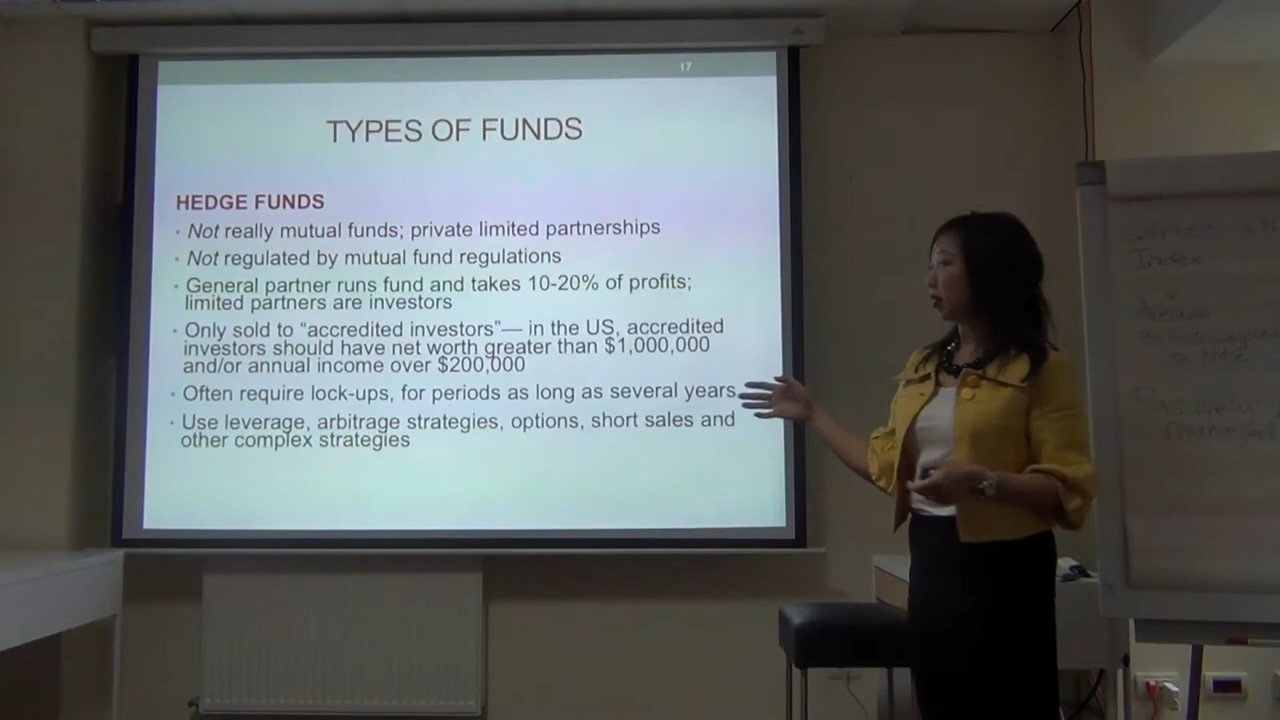 17
TYPES OF FUNDS
HEDGE FUNDS
· Not really mutual funds; private limited partnerships
· Not regulated by mutual fund regulations
· General partner runs fund and takes 10-20% of profits;
limited partners are investors
· Only sold to “accredited investors”— in the US, accredited
investors should have net worth greater than $1,000,000
and/or annual income over $200,000
· Often require lock-ups, for periods as long as several years
· Use leverage, arbitrage strategies, options, short sales and
other complex strategies
Index